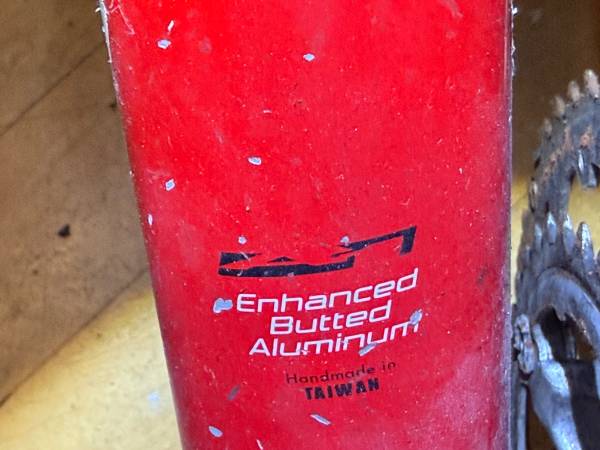 Enhanced
Butted
Aluminum
Handmade in
TAIWAN